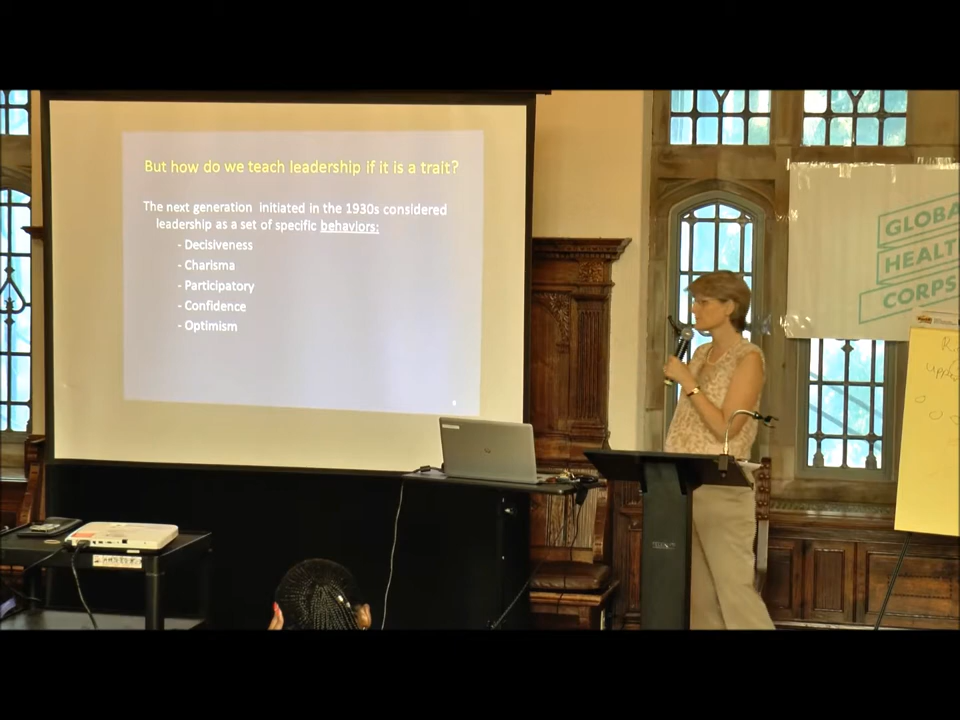 But how do we teach leadership if it is a trait?
The next generation initiated in the 1930s considered
leadership as a set of specific behaviors:
- Decisiveness
- Charisma
- Participatory
- Confidence
- Optimism
GLOBA
HEALT
CORPS